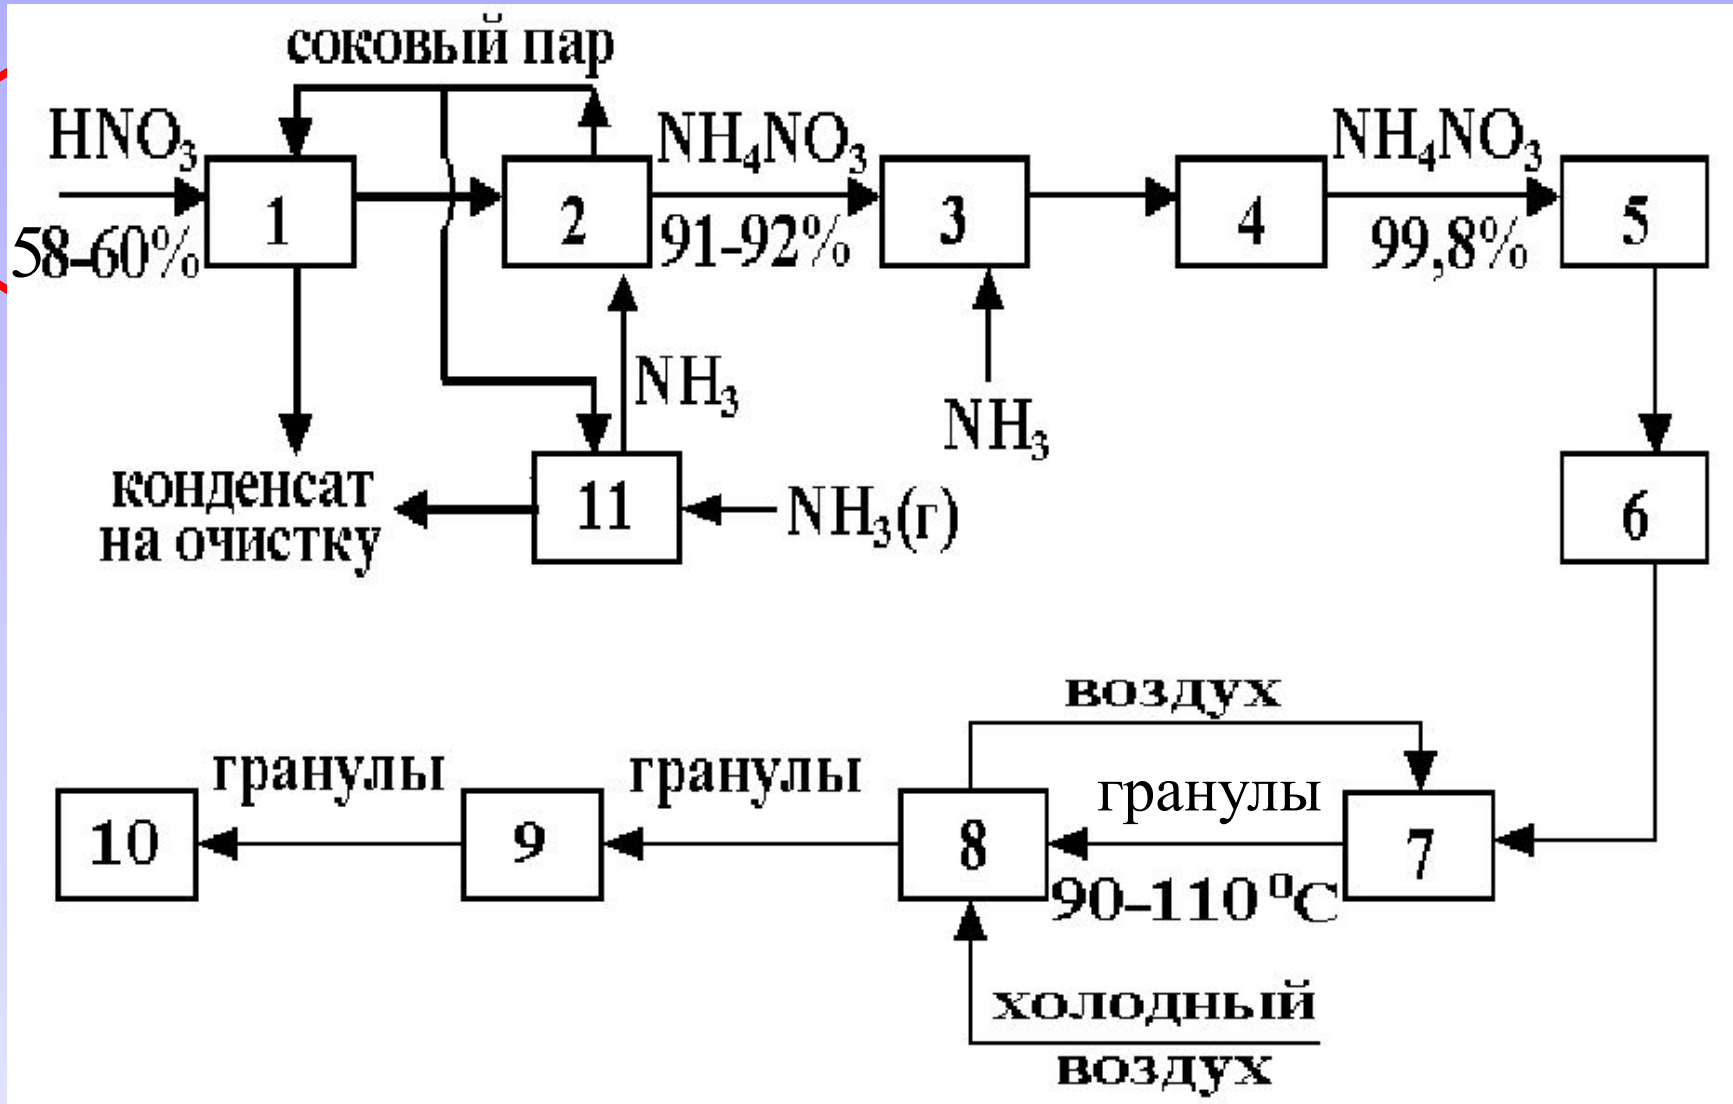 соковый пар
HNO₃
58-60%
1
2
NH₄NO₃
91-92%
3
4
NH₄NO₃
99,8%
5
NH₃
NH₃
конденсат
на очистку
11
NH₃(г)
6
воздух
гранулы
гранулы
гранулы
10
9
8
7
90-110 ⁰C
холодный
воздух